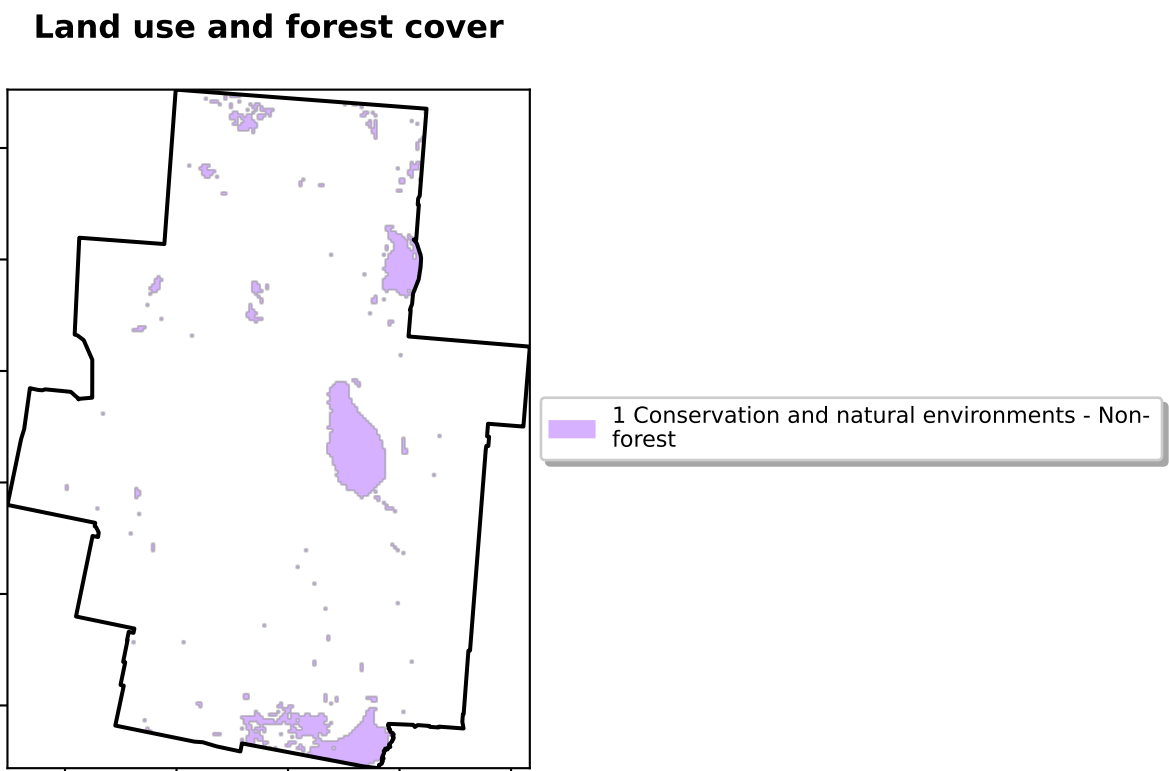 Land use and forest cover
1 Conservation and natural environments - Non-
forest